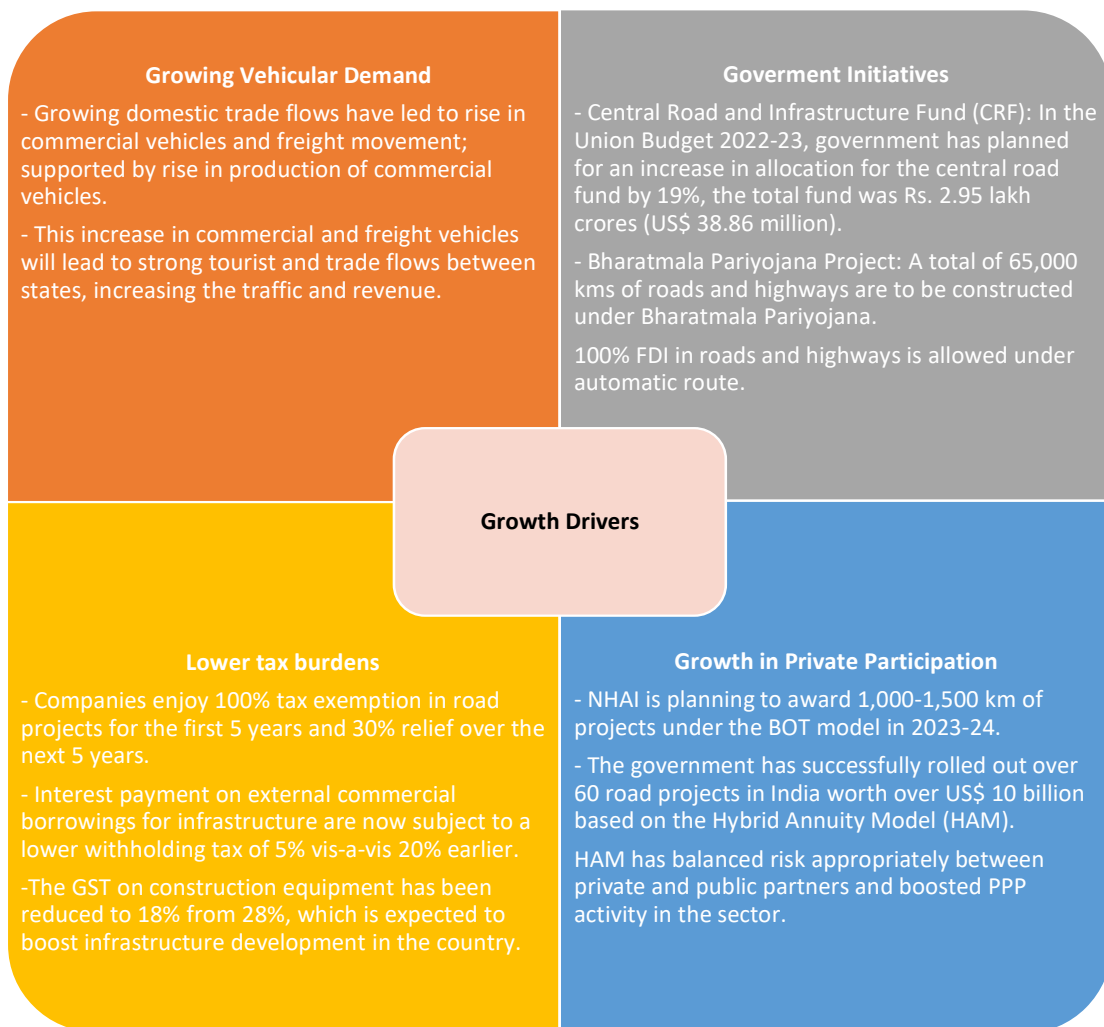 Growing Vehicular Demand
- Growing domestic trade flows have led to rise in
commercial vehicles and freight movement;
supported by rise in production of commercial
vehicles.
- This increase in commercial and freight vehicles
will lead to strong tourist and trade flows between
states, increasing the traffic and revenue.
Goverment Initiatives
- Central Road and Infrastructure Fund (CRF): In the
Union Budget 2022-23, government has planned
for an increase in allocation for the central road
fund by 19%, the total fund was Rs. 2.95 lakh
crores (US$ 38.86 million).
- Bharatmala Pariyojana Project: A total of 65,000
kms of roads and highways are to be constructed
under Bharatmala Pariyojana.
100% FDI in roads and highways is allowed under
automatic route.
Growth Drivers
Lower tax burdens
- Companies enjoy 100% tax exemption in road
projects for the first 5 years and 30% relief over the
next 5 years.
- Interest payment on external commercial
borrowings for infrastructure are now subject to a
lower withholding tax of 5% vis-a-vis 20% earlier.
-The GST on construction equipment has been
reduced to 18% from 28%, which is expected to
boost infrastructure development in the country.
Growth in Private Participation
- NHAI is planning to award 1,000-1,500 km of
projects under the BOT model in 2023-24.
- The government has successfully rolled out over
60 road projects in India worth over US$ 10 billion
based on the Hybrid Annuity Model (HAM).
HAM has balanced risk appropriately between
private and public partners and boosted PPP
activity in the sector.